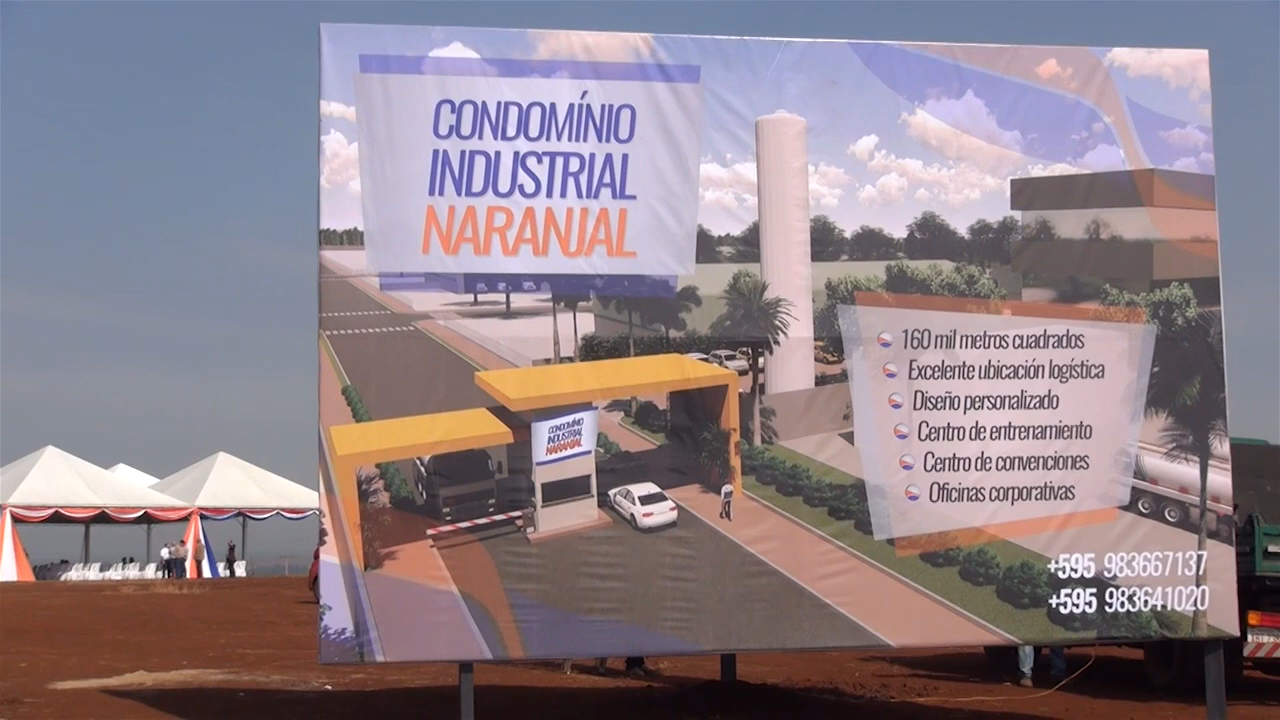 CONDOMÍNIO
INDUSTRIAL
NARANJAL
CONDOMÍNIO
INDUSTRIAL
NARANJAL
160 mil metros cuadrados
Excelente ubicación logística
Diseño personalizado
Centro de entrenamiento
Centro de convenciones
Oficinas corporativas
+595 983667137
+595 983641020